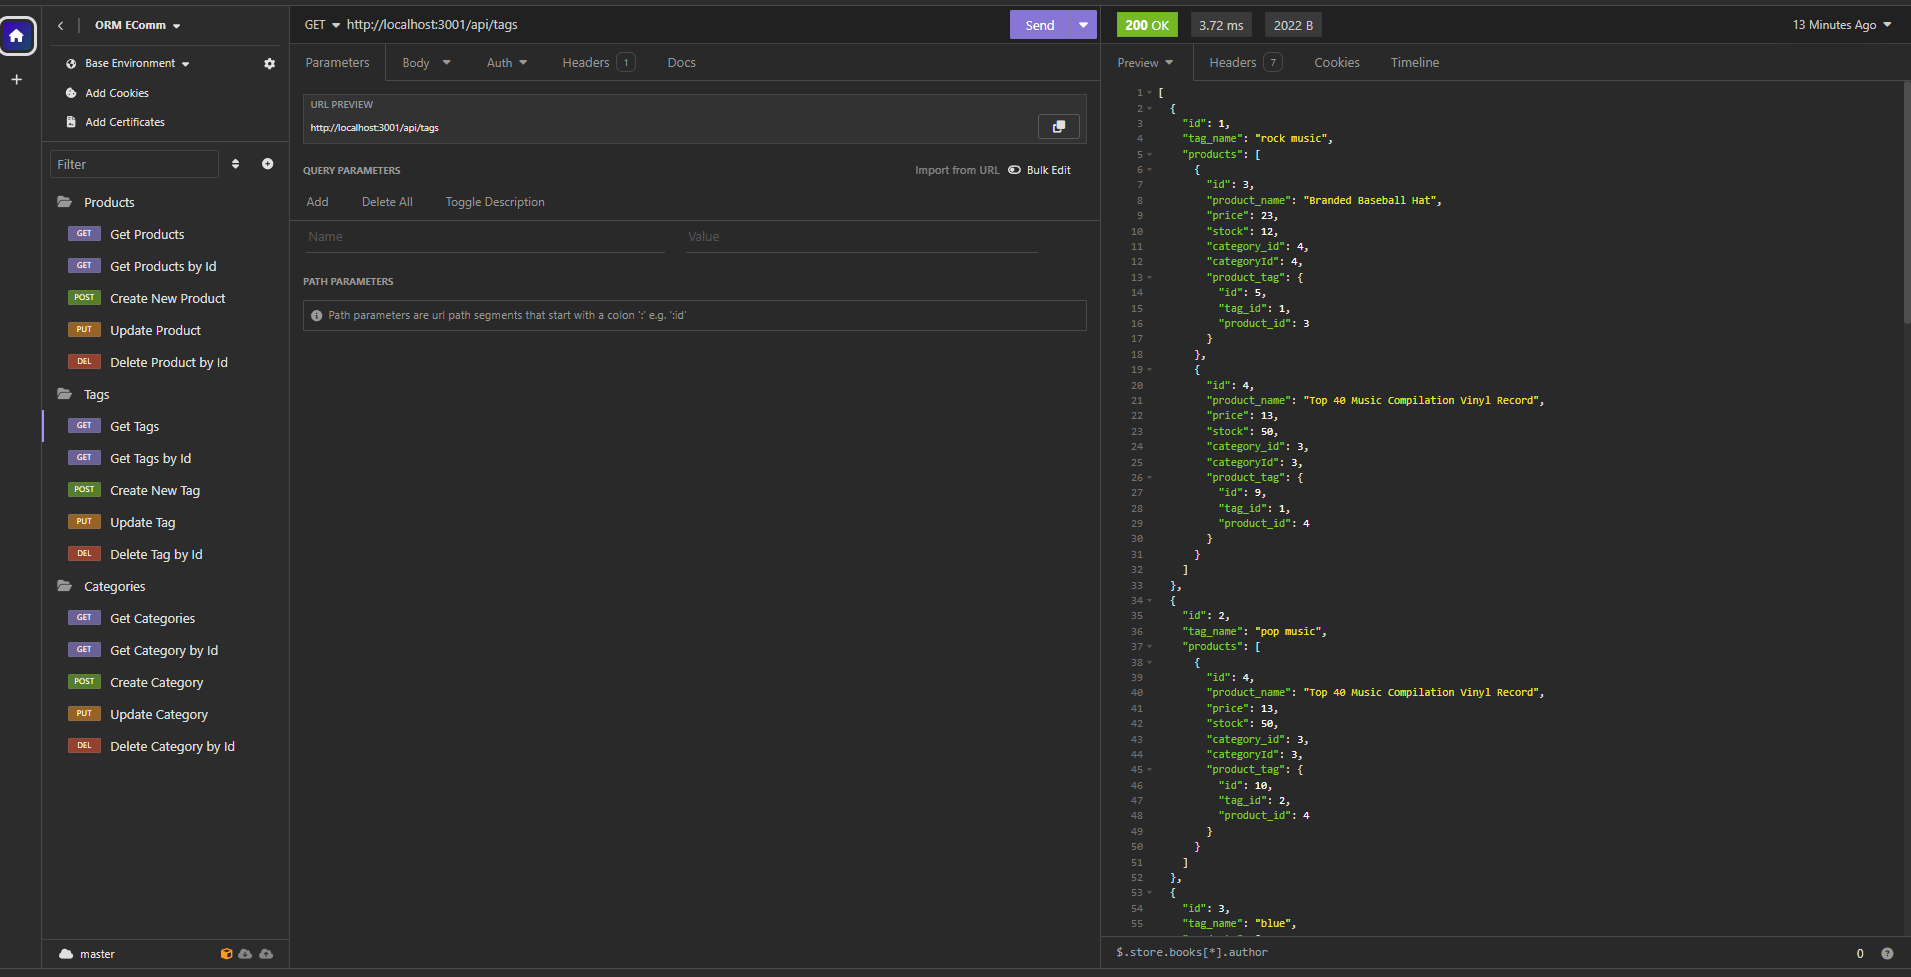 ORM EComm
Base Environment
Add Cookies
Add Certificates
Filter
Products
GET Get Products
GET Get Products by Id
POST Create New Product
PUT Update Product
DEL Delete Product by Id
Tags
GET Get Tags
GET Get Tags by Id
POST Create New Tag
PUT Update Tag
DEL Delete Tag by Id
Categories
GET Get Categories
GET Get Category by Id
POST Create Category
PUT Update Category
DEL Delete Category by Id
master
GET http://localhost:3001/api/tags
Send
Parameters Body Auth Headers 1 Docs
URL PREVIEW
http://localhost:3001/api/tags
QUERY PARAMETERS Import from URL Bulk Edit
Add Delete All Toggle Description
Name Value
PATH PARAMETERS
Path parameters are url path segments that start with a colon ':' e.g. ':id'
200 OK 3.72 ms 2022 B 13 Minutes Ago
Preview Headers 7 Cookies Timeline
1 [
2 {
3 "id": 1,
4 "tag_name": "rock music",
5 "products": [
6 {
7 "id": 3,
8 "product_name": "Branded Baseball Hat",
9 "price": 23,
10 "stock": 12,
11 "category_id": 4,
12 "categoryId": 4,
13 "product_tag": {
14 "id": 5,
15 "tag_id": 1,
16 "product_id": 3
17 }
18 },
19 {
20 "id": 4,
21 "product_name": "Top 40 Music Compilation Vinyl Record",
22 "price": 13,
23 "stock": 50,
24 "category_id": 3,
25 "categoryId": 3,
26 "product_tag": {
27 "id": 9,
28 "tag_id": 1,
29 "product_id": 4
30 }
31 }
32 ]
33 },
34 {
35 "id": 2,
36 "tag_name": "pop music",
37 "products": [
38 {
39 "id": 4,
40 "product_name": "Top 40 Music Compilation Vinyl Record",
41 "price": 13,
42 "stock": 50,
43 "category_id": 3,
44 "categoryId": 3,
45 "product_tag": {
46 "id": 10,
47 "tag_id": 2,
48 "product_id": 4
49 }
50 }
51 ]
52 },
53 {
54 "id": 3,
55 "tag_name": "blue",
$.store.books[*].author 0